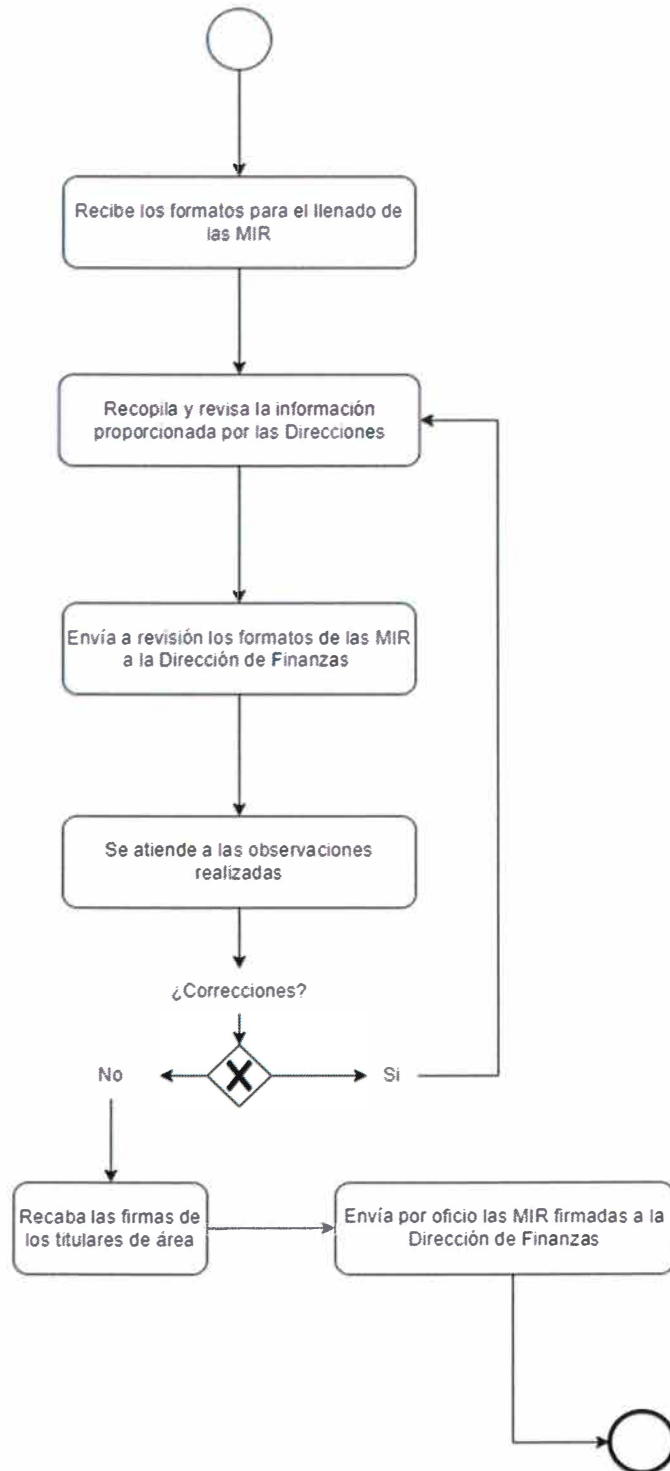 Recibe los formatos para el llenado de
las MIR
Recopila y revisa la información
proporcionada por las Direcciones
Envía a revisión los formatos de las MIR
a la Dirección de Finanzas
Se atiende a las observaciones
realizadas
¿Correcciones?
No
Si
Recaba las firmas de
los titulares de área
Envía por oficio las MIR firmadas a la
Dirección de Finanzas